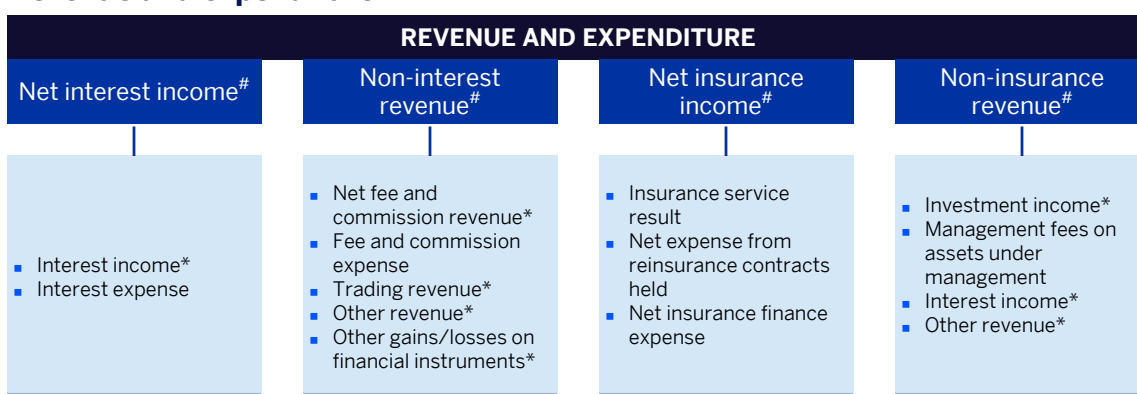 REVENUE AND EXPENDITURE
Net interest income#
Non-interest
revenue#
Net insurance
income#
Non-insurance
revenue#
▪ Interest income*
▪ Interest expense
▪ Net fee and
commission revenue*
▪ Fee and commission
expense
▪ Trading revenue*
▪ Other revenue*
▪ Other gains/losses on
financial instruments*
▪ Insurance service
result
▪ Net expense from
reinsurance contracts
held
▪ Net insurance finance
expense
▪ Investment income*
▪ Management fees on
assets under
management
▪ Interest income*
▪ Other revenue*